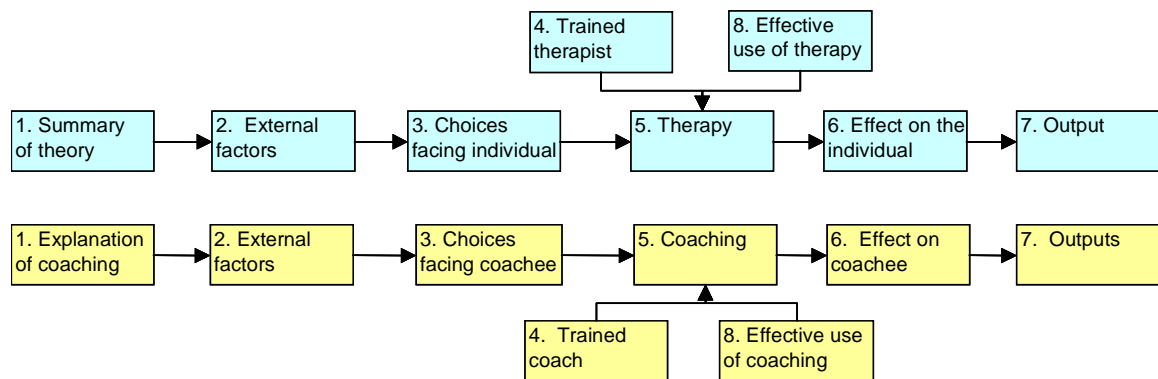 4. Trained
therapist
8. Effective
use of therapy
1. Summary
of theory
2. External
factors
3. Choices
facing individual
5. Therapy
6. Effect on the
individual
7. Output
1. Explanation
of coaching
2. External
factors
3. Choices
facing coachee
5. Coaching
6. Effect on
coachee
7. Outputs
4. Trained
coach
8. Effective use
of coaching